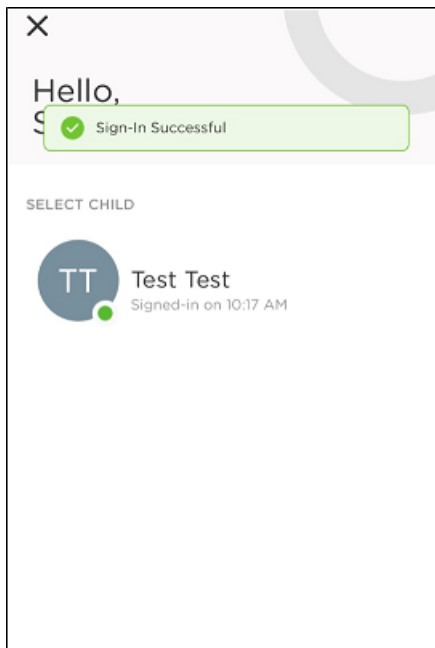 Hello,
S
Sign-In Successful
SELECT CHILD
TT
Test Test
Signed-in on 10:17 AM